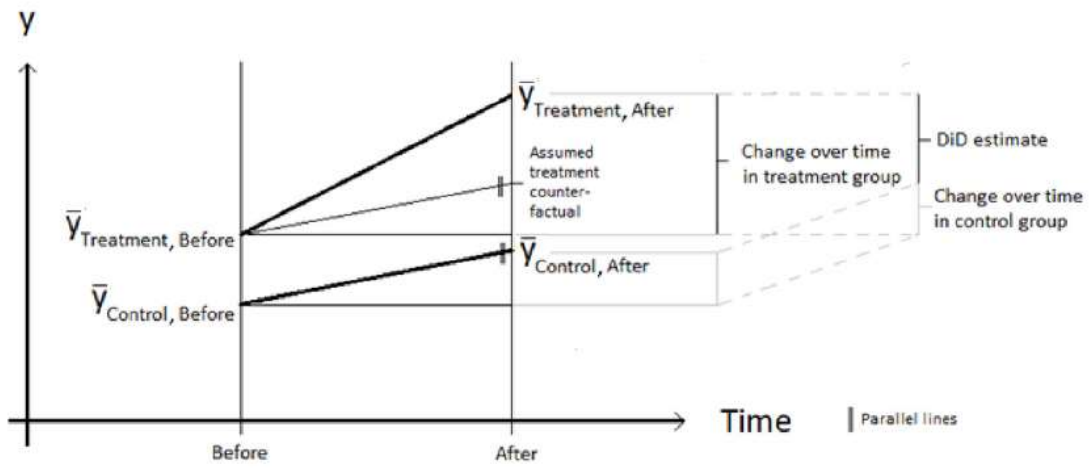 y
ȳTreatment, After
Assumed
treatment
counter-
factual
Change over time
in treatment group
DiD estimate
Change over time
in control group
ȳTreatment, Before
ȳControl, After
ȳControl, Before
Time
Parallel lines
Before
After